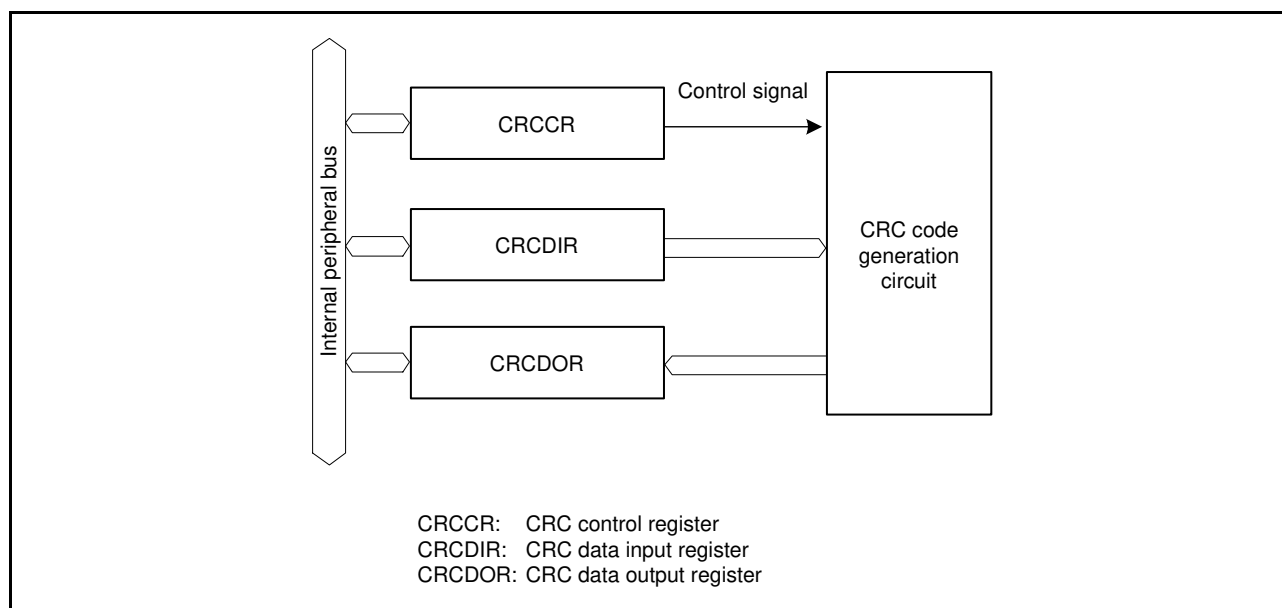 Control signal
CRCCR
Internal peripheral bus
CRCDIR
CRC code
generation
circuit
CRCDOR
CRCCR: CRC control register
CRCDIR: CRC data input register
CRCDOR: CRC data output register